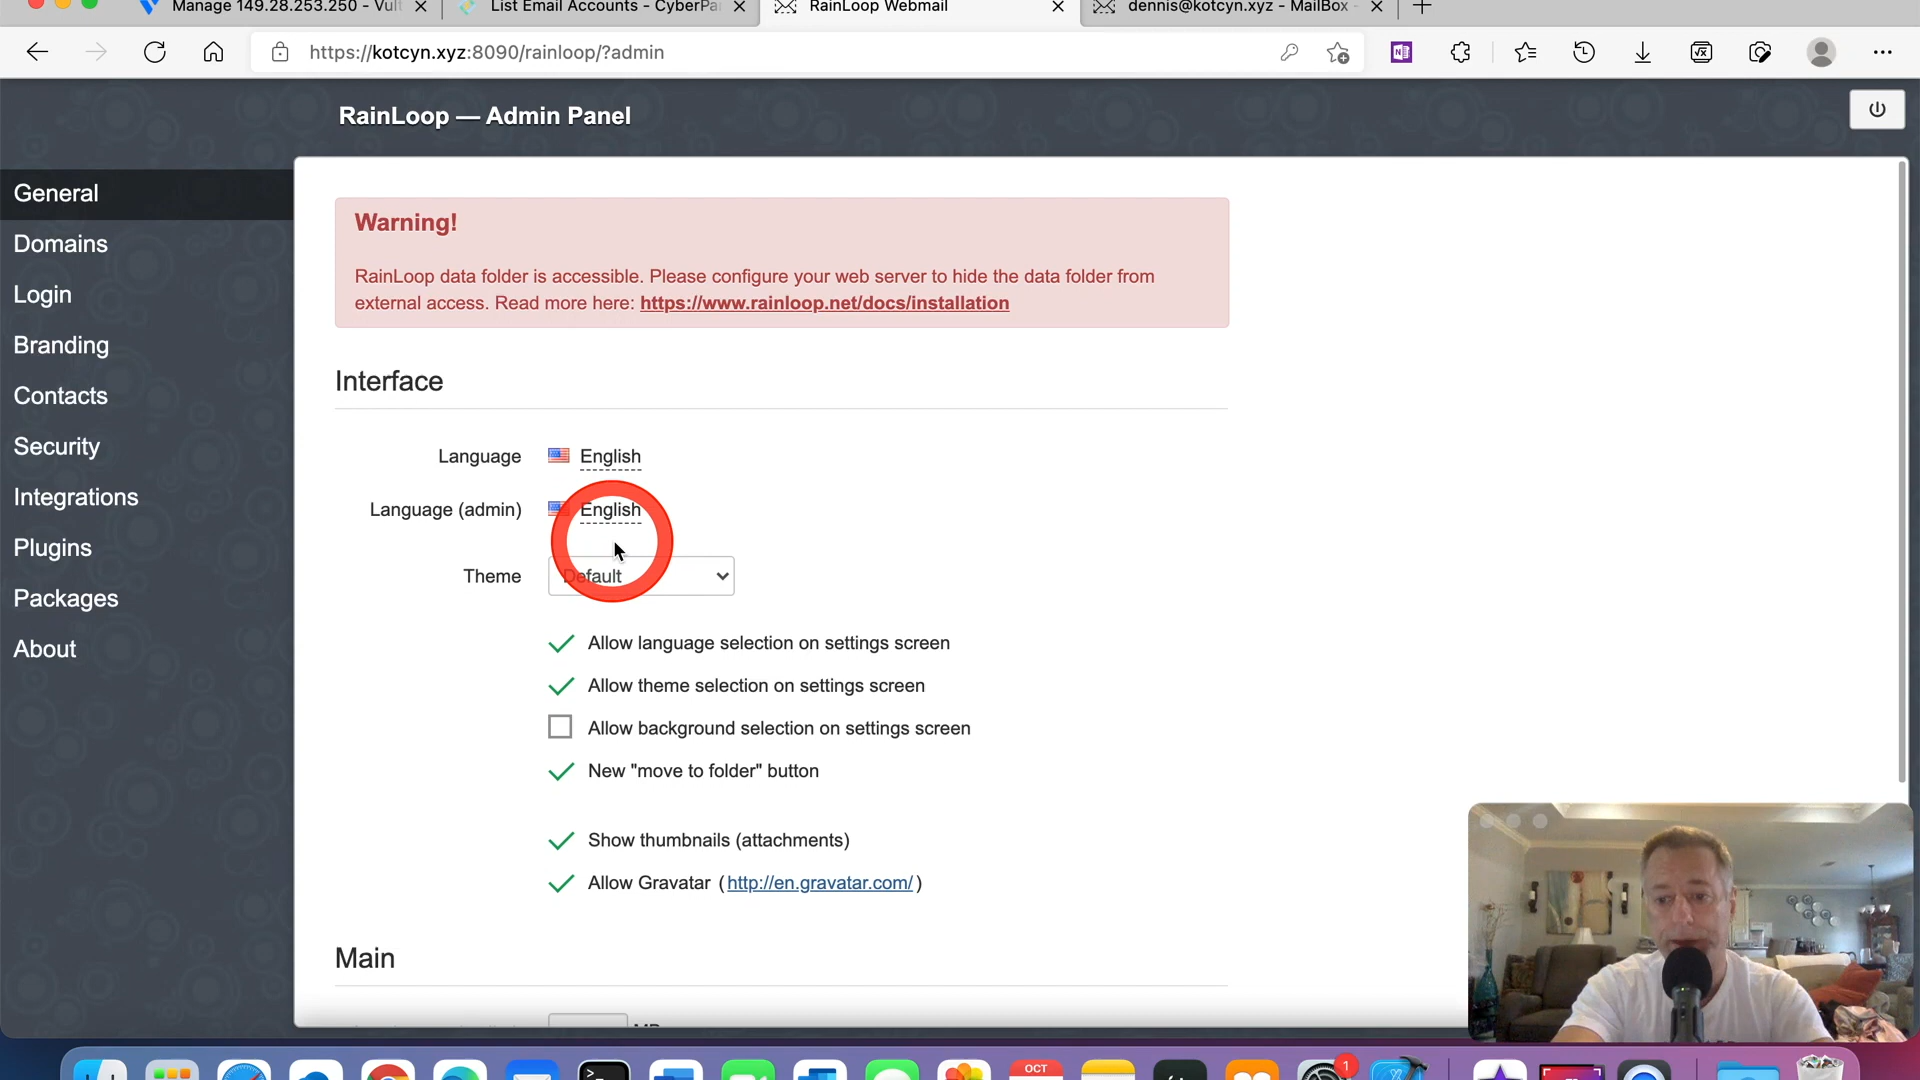 Manage 149.28.253.250 - Vult
List Email Accounts - CyberPa
RainLoop Webmail
dennis@kotcyn.xyz - MailBox -
https://kotcyn.xyz:8090/rainloop/?admin
RainLoop — Admin Panel
General
Domains
Login
Branding
Contacts
Security
Integrations
Plugins
Packages
About
Warning!
RainLoop data folder is accessible. Please configure your web server to hide the data folder from
external access. Read more here: https://www.rainloop.net/docs/installation
Interface
Language English
Language (admin) English
Theme Default
Allow language selection on settings screen
Allow theme selection on settings screen
Allow background selection on settings screen
New "move to folder" button
Show thumbnails (attachments)
Allow Gravatar (http://en.gravatar.com/)
Main
OCT
1